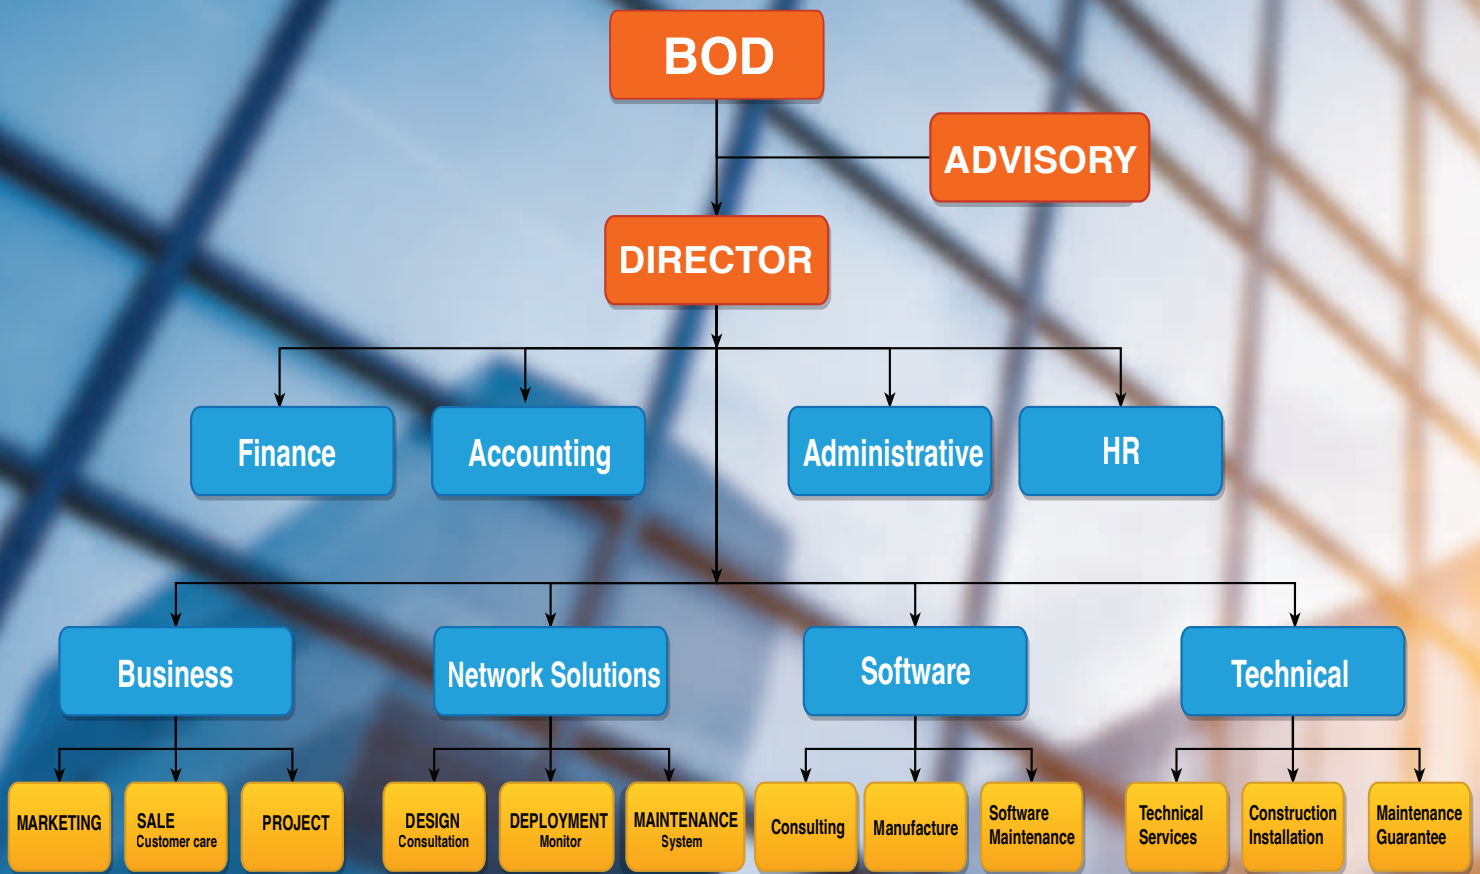 BOD
ADVISORY
DIRECTOR
Finance
Accounting
Administrative
HR
Business
Network Solutions
Software
Technical
MARKETING
SALE
Customer care
PROJECT
DESIGN
Consultation
DEPLOYMENT
Monitor
MAINTENANCE
System
Consulting
Manufacture
Software
Maintenance
Technical
Services
Construction
Installation
Maintenance
Guarantee